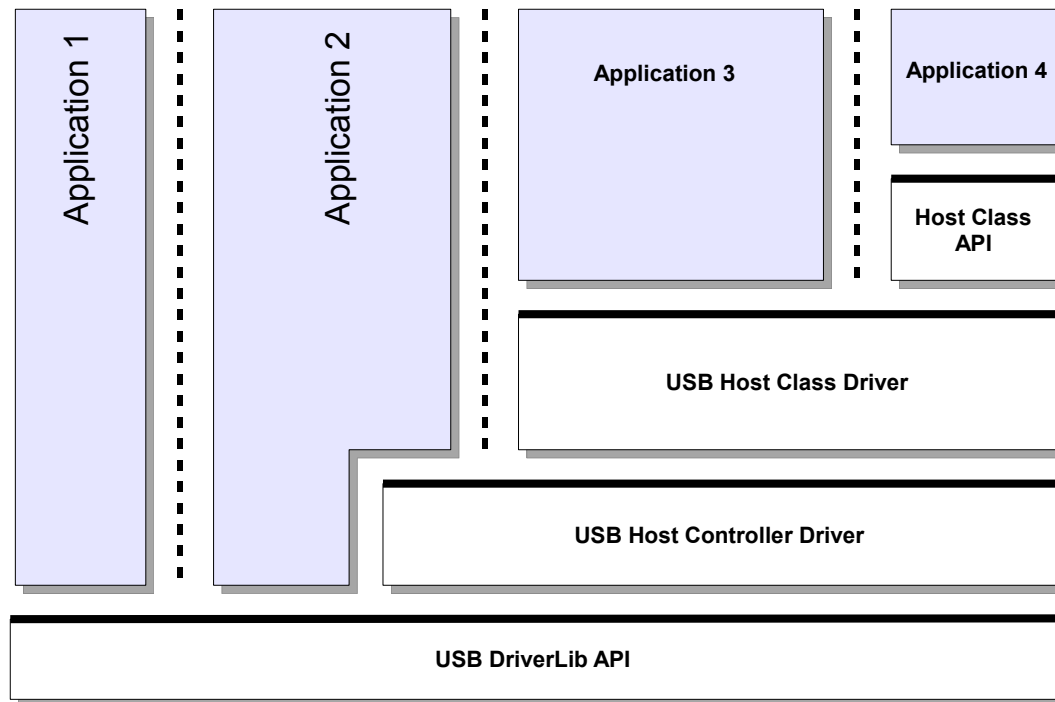 Application 1
Application 2
Application 3
Application 4
Host Class
API
USB Host Class Driver
USB Host Controller Driver
USB DriverLib API